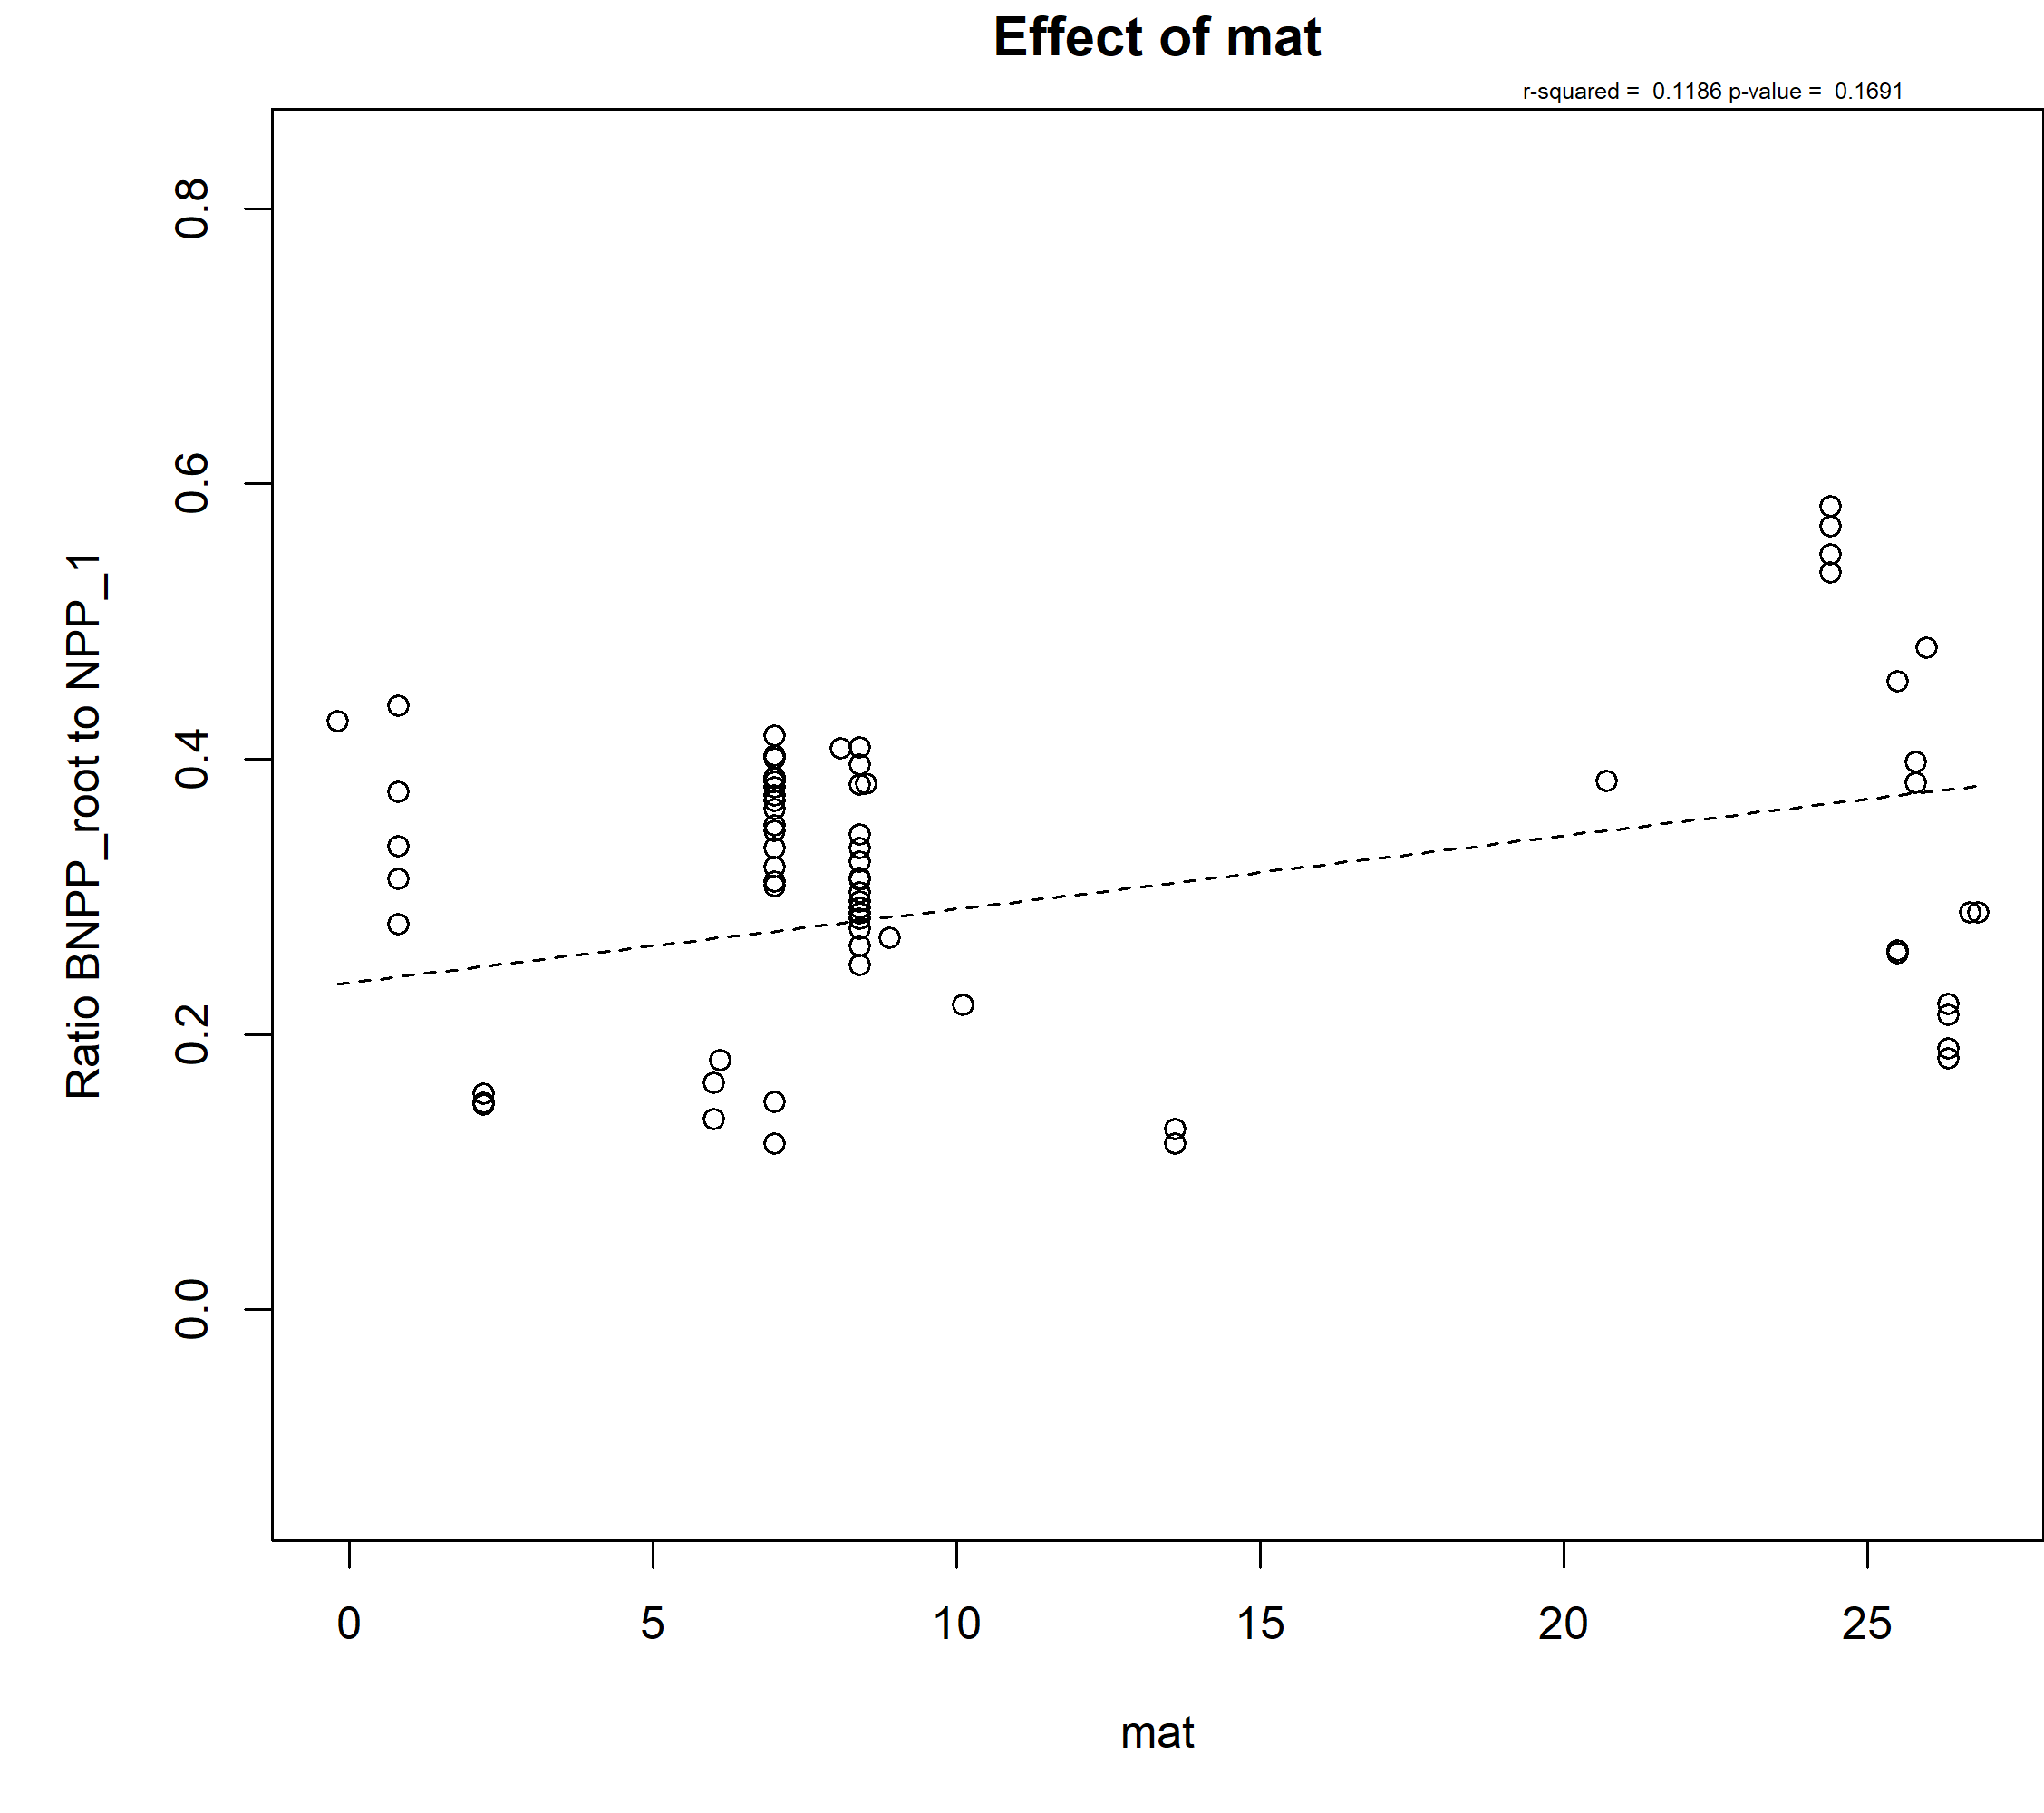 Effect of mat
r-squared = 0.1186 p-value = 0.1691
Ratio BNPP_root to NPP_1
0.8
0.6
0.4
0.2
0.0
0 5 10 15 20 25
mat